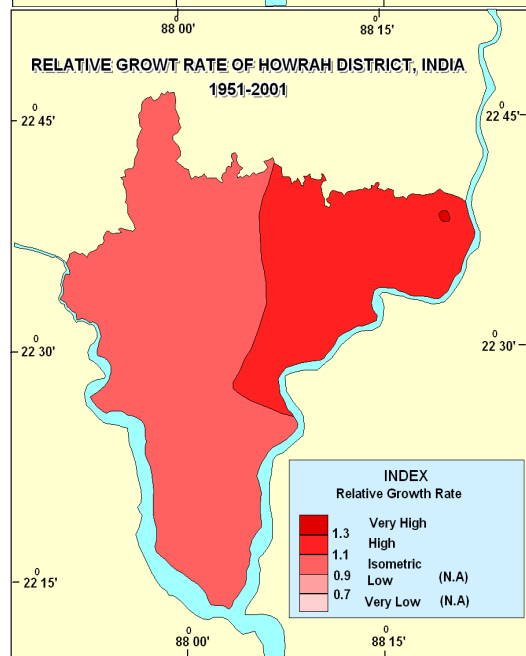 88 00' 0
88 15' 0
RELATIVE GROWT RATE OF HOWRAH DISTRICT, INDIA
1951-2001
0
22 45'
0
22 45'
0
22 30'
0
22 30'
INDEX
Relative Growth Rate
Very High
1.3
High
1.1
Isometric
0.9
Low (N.A)
0.7
Very Low (N.A)
0
22 15'
0
88 00'
0
88 15'